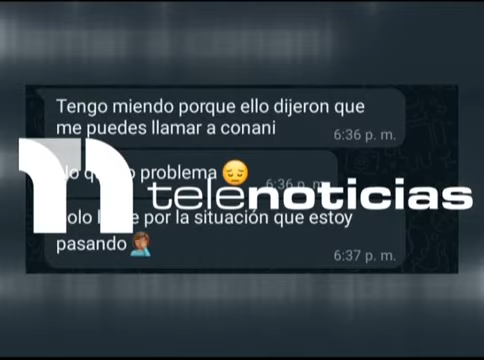 Tengo miendo porque ello dijeron que
me puedes llamar a conani
6:36 p. m.
problema 😔
6:36 p. m.
telenoticias
por la situación que estoy
pasando 🤦🏽‍♀️
6:37 p. m.